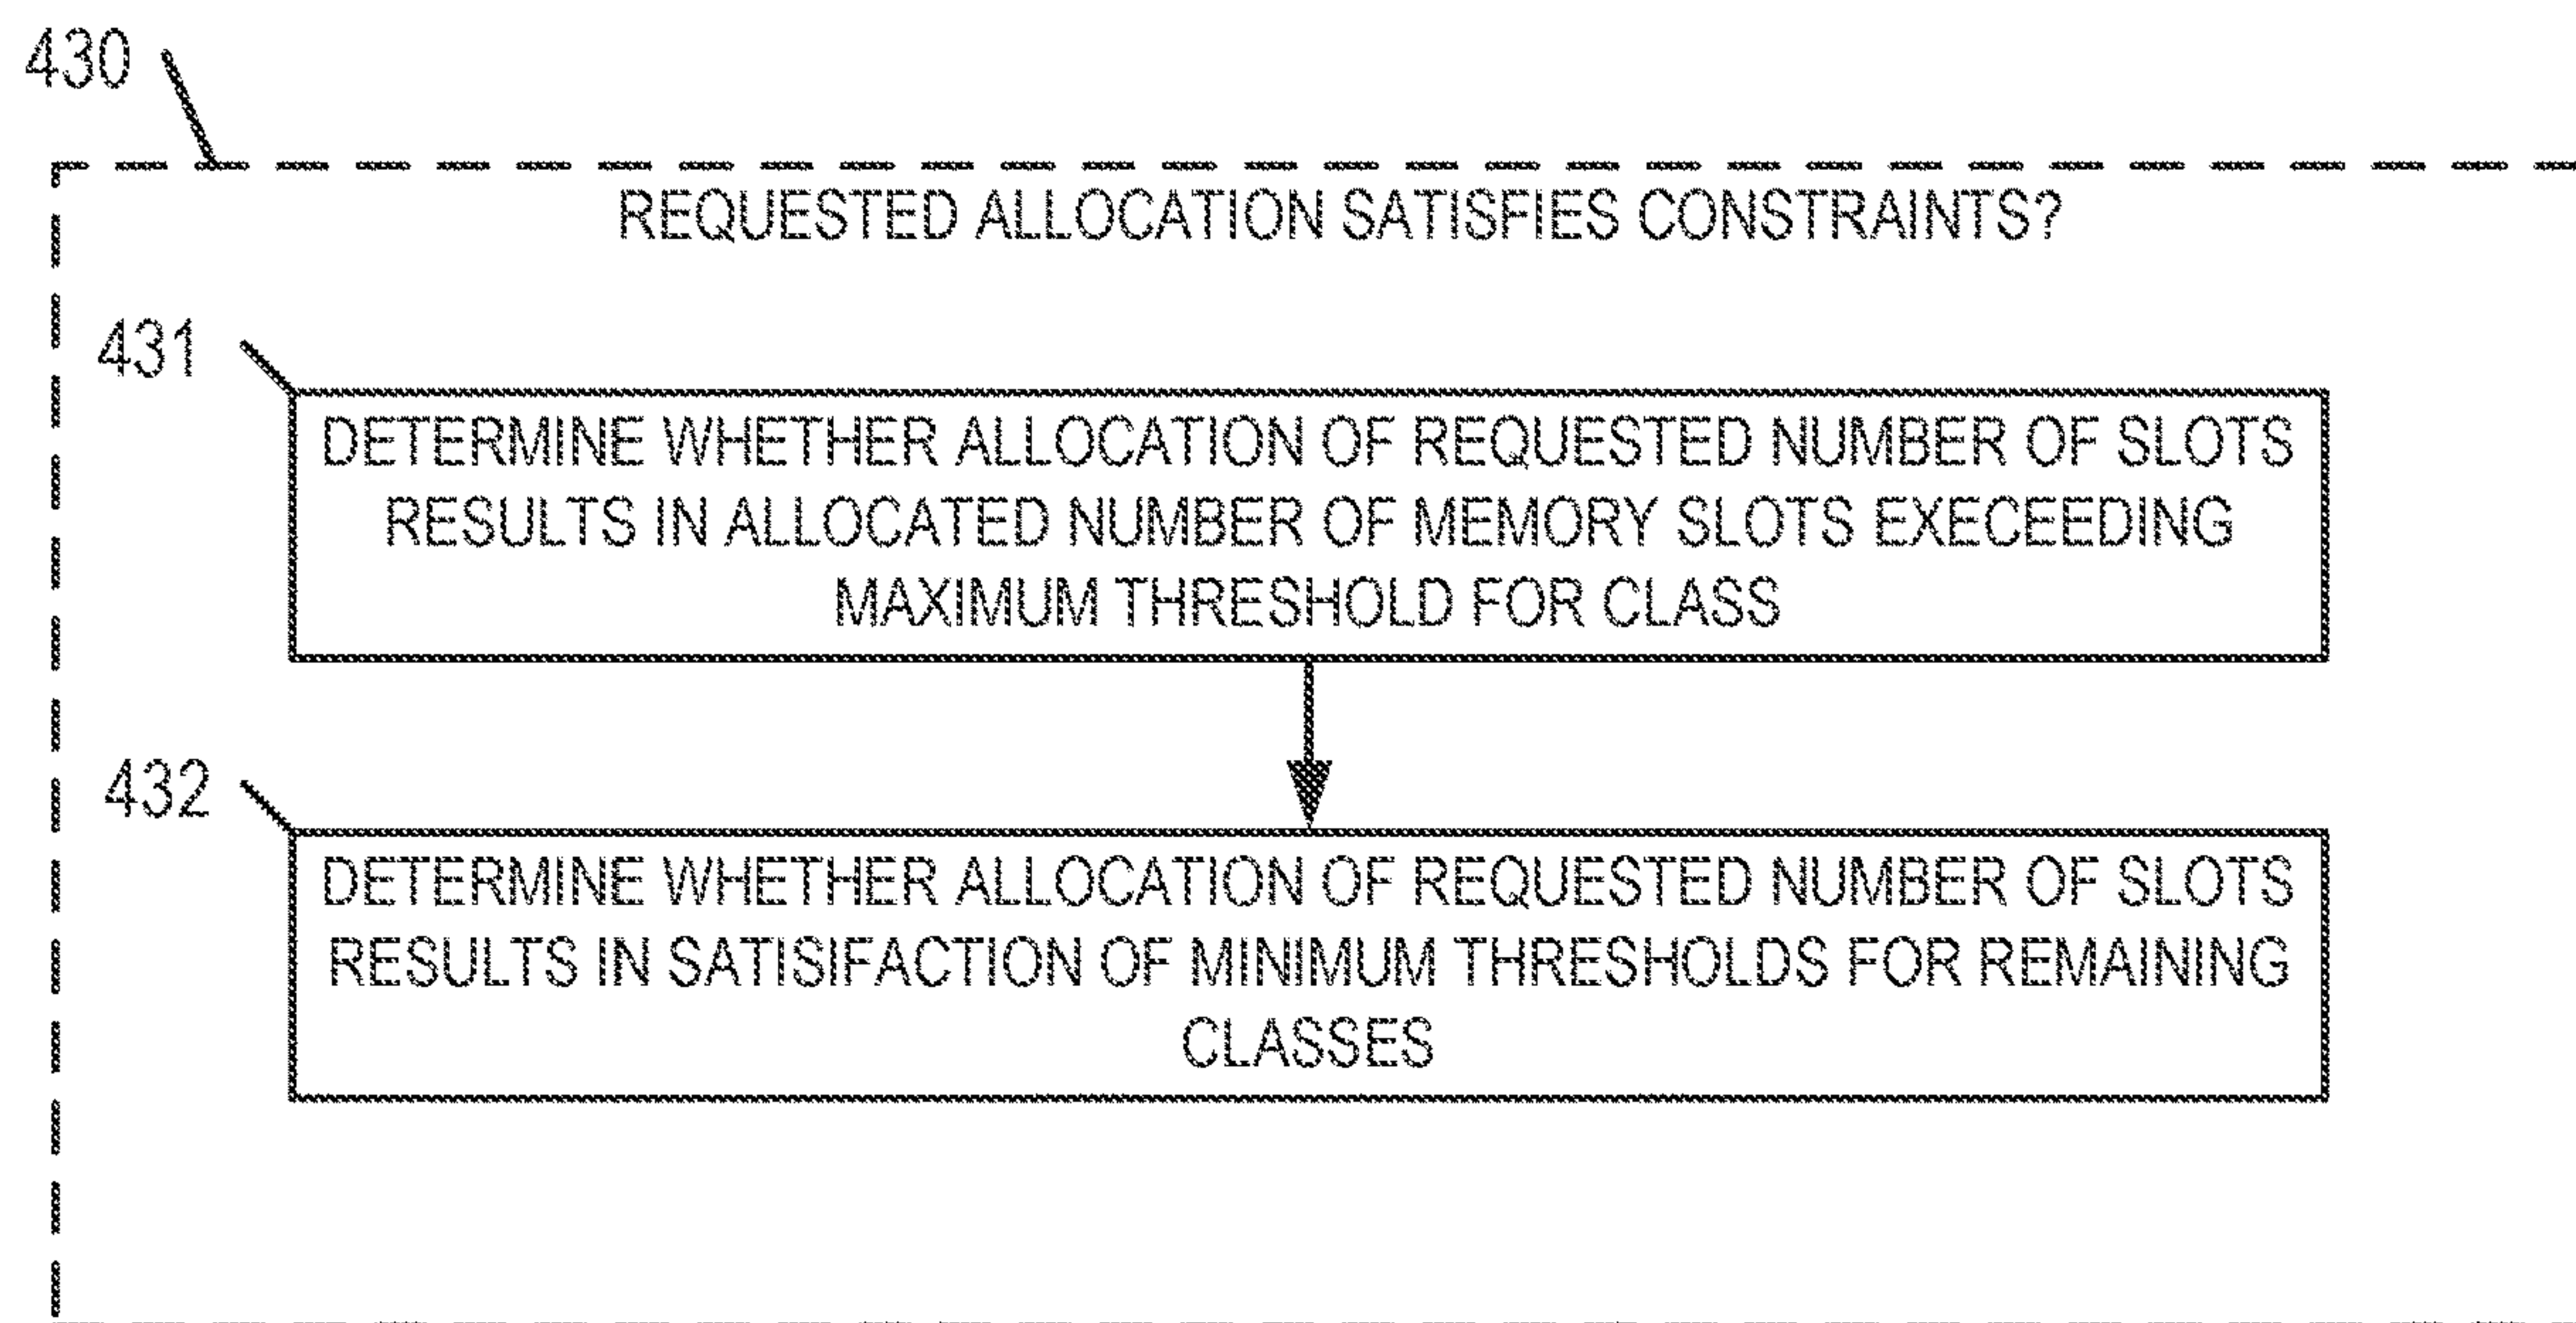 430
REQUESTED ALLOCATION SATISFIES CONSTRAINTS?
431
DETERMINE WHETHER ALLOCATION OF REQUESTED NUMBER OF SLOTS
RESULTS IN ALLOCATED NUMBER OF MEMORY SLOTS EXECEEDING
MAXIMUM THRESHOLD FOR CLASS
432
DETERMINE WHETHER ALLOCATION OF REQUESTED NUMBER OF SLOTS
RESULTS IN SATISIFACTION OF MINIMUM THRESHOLDS FOR REMAINING
CLASSES